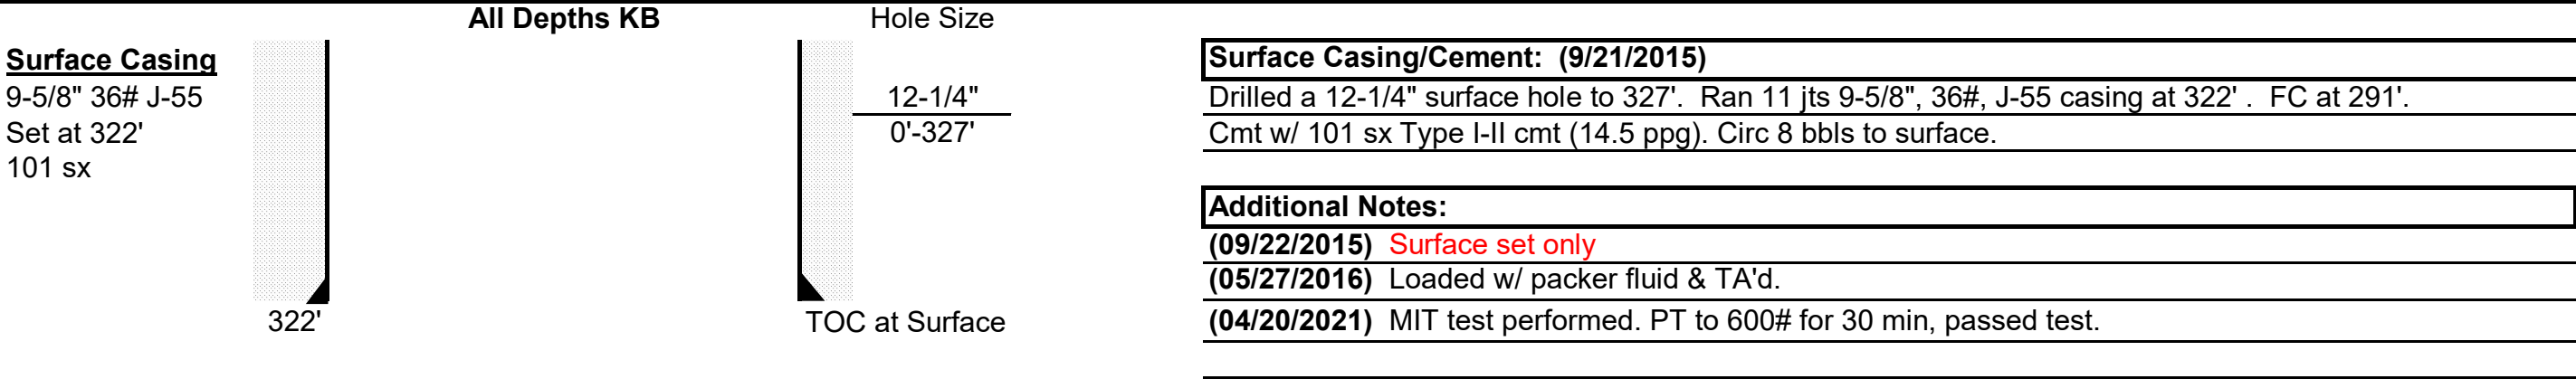 All Depths KB
Hole Size
Surface Casing
9-5/8" 36# J-55
Set at 322'
101 sx
12-1/4"
0'-327'
322'
TOC at Surface
Surface Casing/Cement:  (9/21/2015)
Drilled a 12-1/4" surface hole to 327'.  Ran 11 jts 9-5/8", 36#, J-55 casing at 322' .  FC at 291'.
Cmt w/ 101 sx Type I-II cmt (14.5 ppg). Circ 8 bbls to surface.
Additional Notes:
(09/22/2015)  Surface set only
(05/27/2016)  Loaded w/ packer fluid & TA'd.
(04/20/2021)  MIT test performed. PT to 600# for 30 min, passed test.